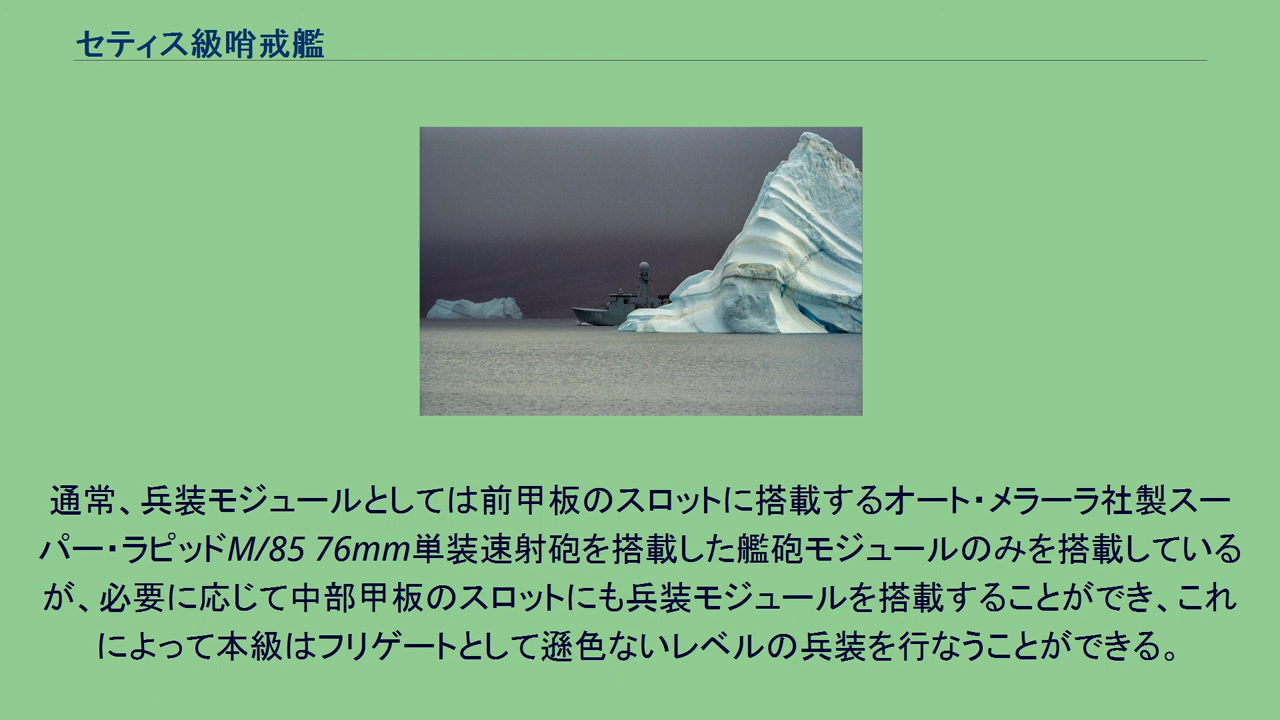 セティス級哨戒艦
通常、兵装モジュールとしては前甲板のスロットに搭載するオート・メラーラ社製スー
パー・ラピッドM/85 76mm単装速射砲を搭載した艦砲モジュールのみを搭載している
が、必要に応じて中部甲板のスロットにも兵装モジュールを搭載することができ、これ
によって本級はフリゲートとして遜色ないレベルの兵装を行なうことができる。